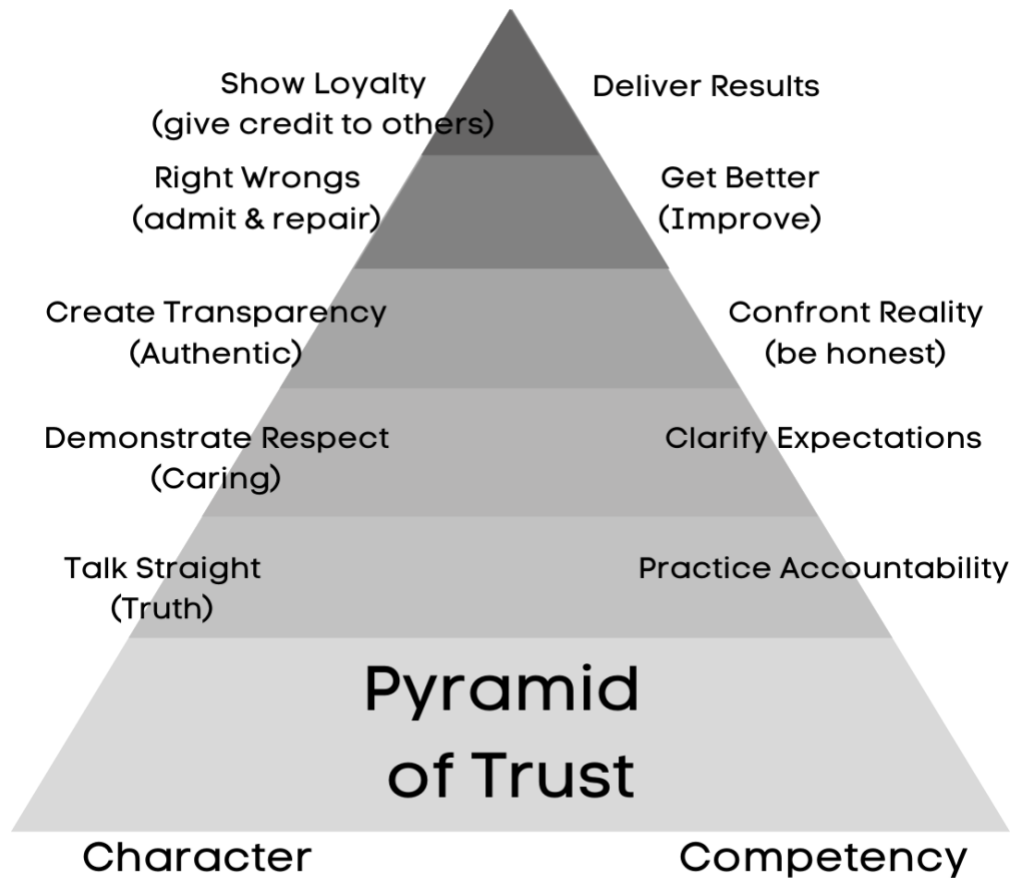 Show Loyalty
(give credit to others)
Deliver Results
Right Wrongs
(admit & repair)
Get Better
(Improve)
Create Transparency
(Authentic)
Confront Reality
(be honest)
Demonstrate Respect
(Caring)
Clarify Expectations
Talk Straight
(Truth)
Practice Accountability
Pyramid
of Trust
Character
Competency